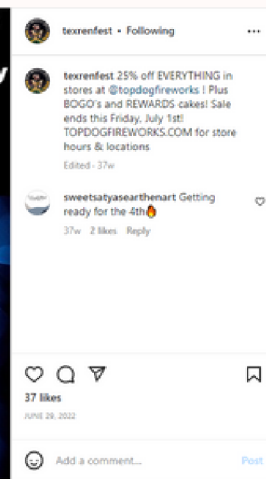 texrenfest • Following
texrenfest 25% off EVERYTHING in
stores at @topdogfireworks ! Plus
BOGO's and REWARDS cakes! Sale
ends this Friday, July 1st!
TOPDOGFIREWORKS.COM for store
hours & locations
Edited · 37w
sweetsatyasearthenart Getting
ready for the 4th🔥
37w 2 likes Reply
37 likes
JUNE 29, 2022
Add a comment...
Post